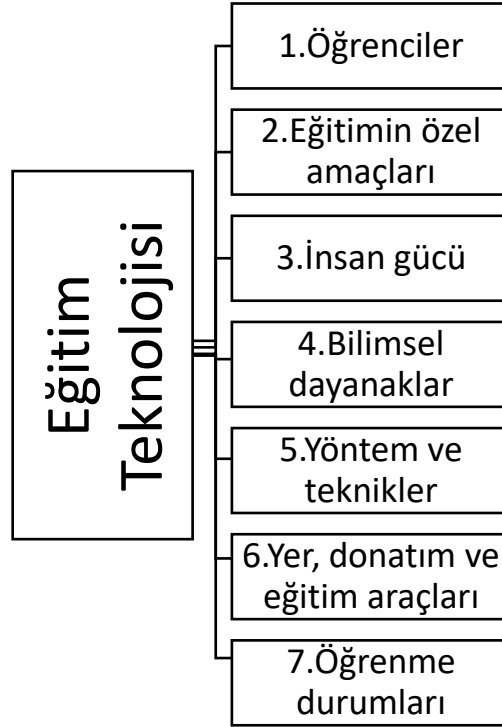 Eğitim
Teknolojisi
1.Öğrenciler
2.Eğitimin özel
amaçları
3.İnsan gücü
4.Bilimsel
dayanaklar
5.Yöntem ve
teknikler
6.Yer, donatım ve
eğitim araçları
7.Öğrenme
durumları